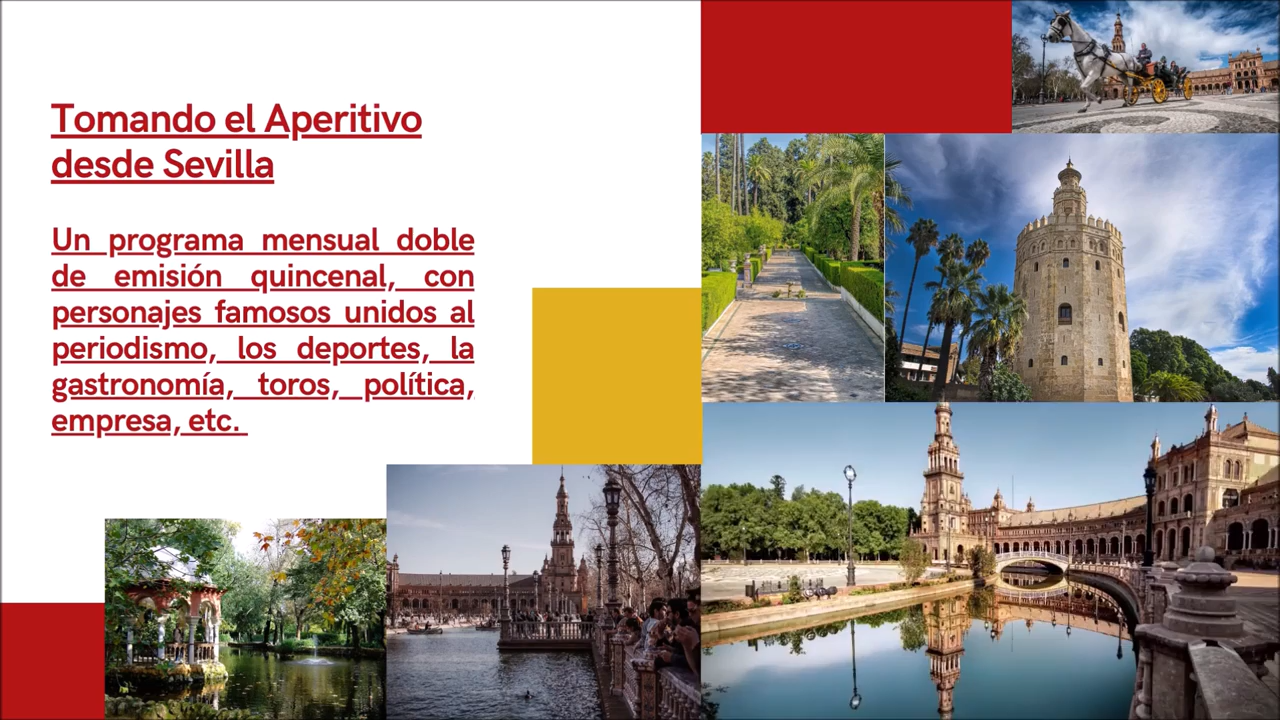 Tomando el Aperitivo
desde Sevilla
Un programa mensual doble
de emisión quincenal, con
personajes famosos unidos al
periodismo, los deportes, la
gastronomía, toros, política,
empresa, etc.